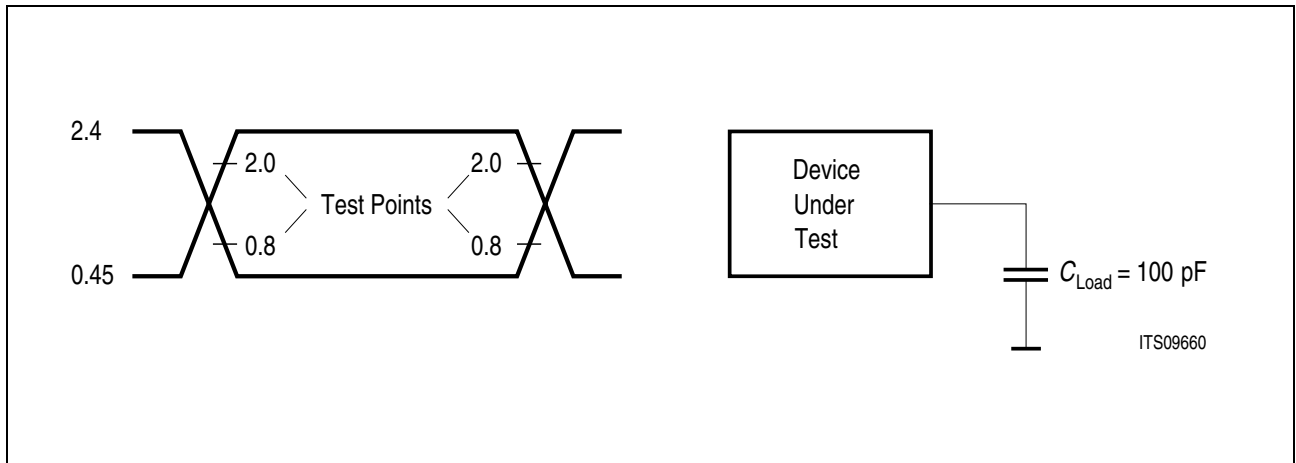 2.4
2.0
2.0
Test Points
0.8
0.8
0.45
Device
Under
Test
C_Load = 100 pF
ITS09660